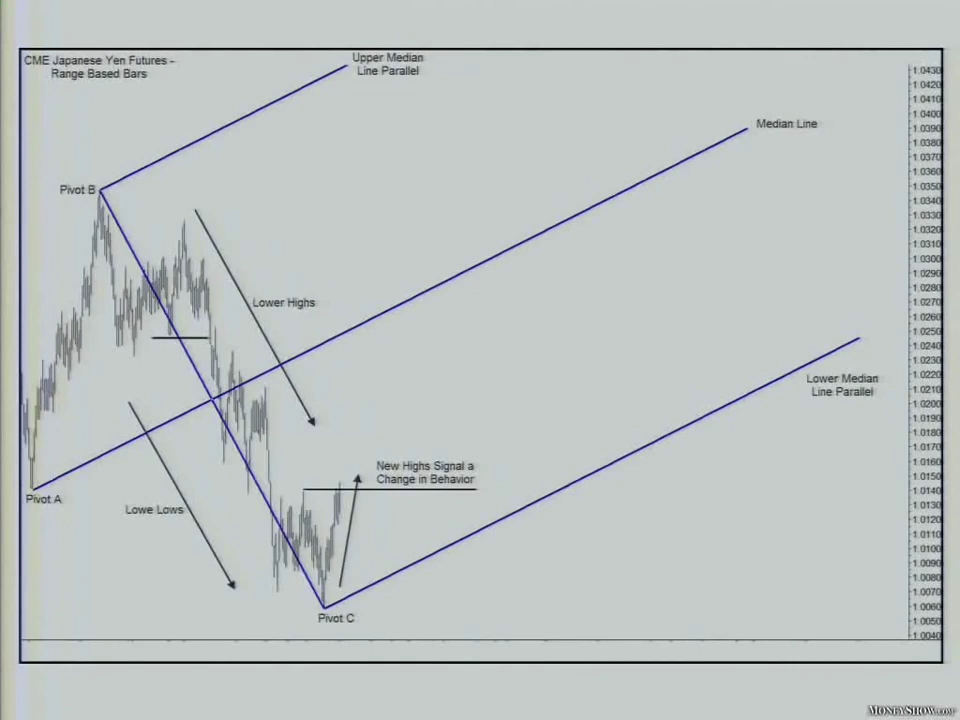 CME Japanese Yen Futures -
Range Based Bars
Upper Median
Line Parallel
Median Line
Pivot B
Lower Highs
Lower Median
Line Parallel
New Highs Signal a
Change in Behavior
Pivot A
Lowe Lows
Pivot C
1.0430
1.0420
1.0410
1.0400
1.0390
1.0380
1.0370
1.0360
1.0350
1.0340
1.0330
1.0320
1.0310
1.0300
1.0290
1.0280
1.0270
1.0260
1.0250
1.0240
1.0230
1.0220
1.0210
1.0200
1.0190
1.0180
1.0170
1.0160
1.0150
1.0140
1.0130
1.0120
1.0110
1.0100
1.0090
1.0080
1.0070
1.0060
1.0050
1.0040
MONEYSHOW.COM